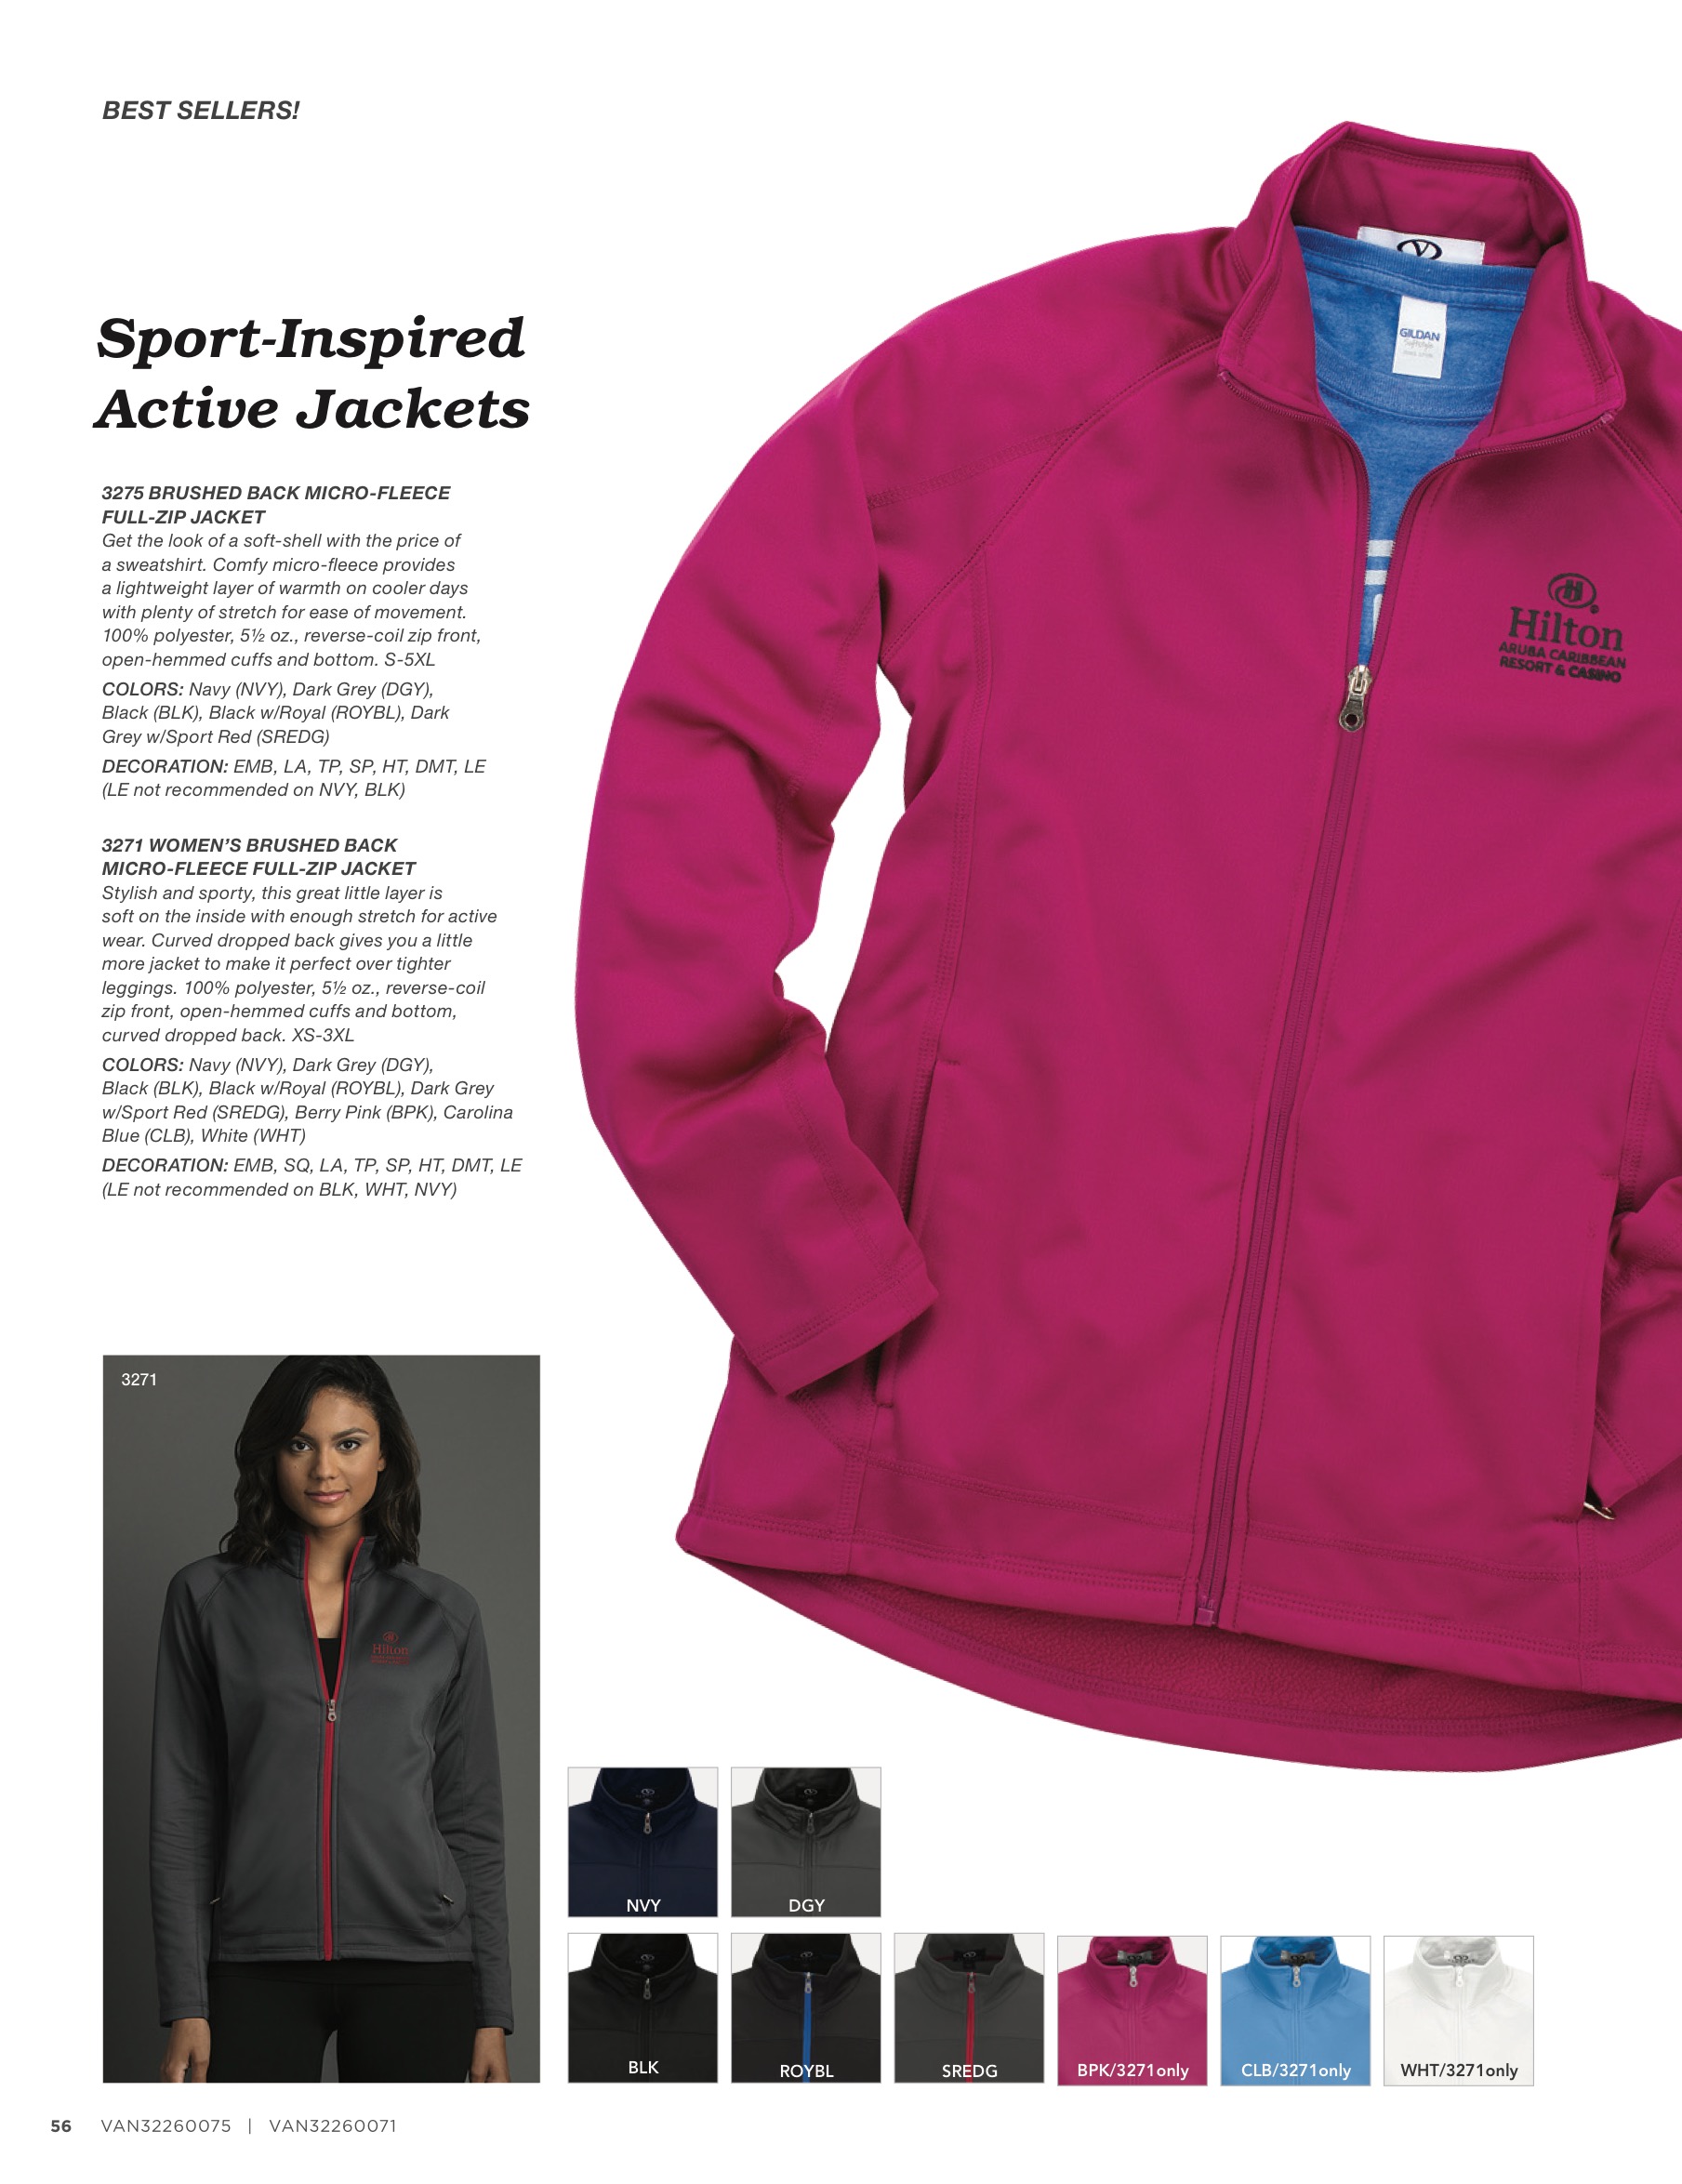 BEST SELLERS!
Sport-Inspired
Active Jackets
3275 BRUSHED BACK MICRO-FLEECE
FULL-ZIP JACKET
Get the look of a soft-shell with the price of
a sweatshirt. Comfy micro-fleece provides
a lightweight layer of warmth on cooler days
with plenty of stretch for ease of movement.
100% polyester, 5½ oz., reverse-coil zip front,
open-hemmed cuffs and bottom. S-5XL
COLORS: Navy (NVY), Dark Grey (DGY),
Black (BLK), Black w/Royal (ROYBL), Dark
Grey w/Sport Red (SREDG)
DECORATION: EMB, LA, TP, SP, HT, DMT, LE
(LE not recommended on NVY, BLK)
3271 WOMEN’S BRUSHED BACK
MICRO-FLEECE FULL-ZIP JACKET
Stylish and sporty, this great little layer is
soft on the inside with enough stretch for active
wear. Curved dropped back gives you a little
more jacket to make it perfect over tighter
leggings. 100% polyester, 5½ oz., reverse-coil
zip front, open-hemmed cuffs and bottom,
curved dropped back. XS-3XL
COLORS: Navy (NVY), Dark Grey (DGY),
Black (BLK), Black w/Royal (ROYBL), Dark Grey
w/Sport Red (SREDG), Berry Pink (BPK), Carolina
Blue (CLB), White (WHT)
DECORATION: EMB, SQ, LA, TP, SP, HT, DMT, LE
(LE not recommended on BLK, WHT, NVY)
GILDAN
Softstyle
Hilton
ARUBA CARIBBEAN
RESORT & CASINO
3271
Hilton
NVY
DGY
BLK
ROYBL
SREDG
BPK/3271only
CLB/3271only
WHT/3271only
56 VAN32260075 | VAN32260071